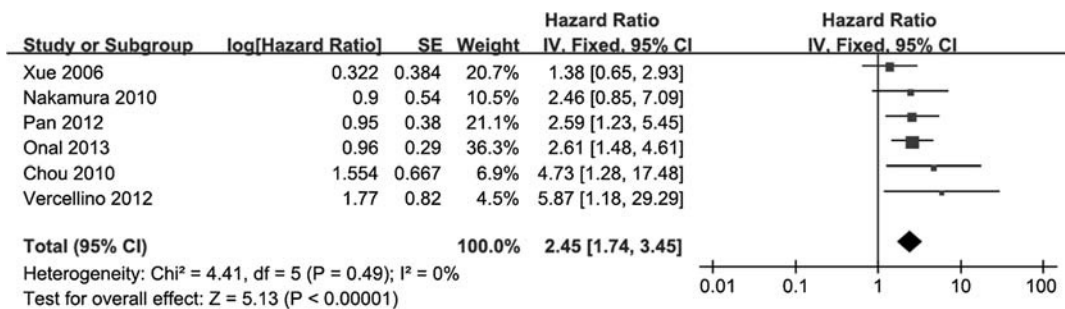 Hazard Ratio Hazard Ratio
Study or Subgroup log[Hazard Ratio] SE Weight IV, Fixed, 95% CI IV, Fixed, 95% CI
Xue 2006 0.322 0.384 20.7% 1.38 [0.65, 2.93]
Nakamura 2010 0.9 0.54 10.5% 2.46 [0.85, 7.09]
Pan 2012 0.95 0.38 21.1% 2.59 [1.23, 5.45]
Onal 2013 0.96 0.29 36.3% 2.61 [1.48, 4.61]
Chou 2010 1.554 0.667 6.9% 4.73 [1.28, 17.48]
Vercellino 2012 1.77 0.82 4.5% 5.87 [1.18, 29.29]
Total (95% CI) 100.0% 2.45 [1.74, 3.45]
Heterogeneity: Chi² = 4.41, df = 5 (P = 0.49); I² = 0%
Test for overall effect: Z = 5.13 (P < 0.00001)
0.01 0.1 1 10 100